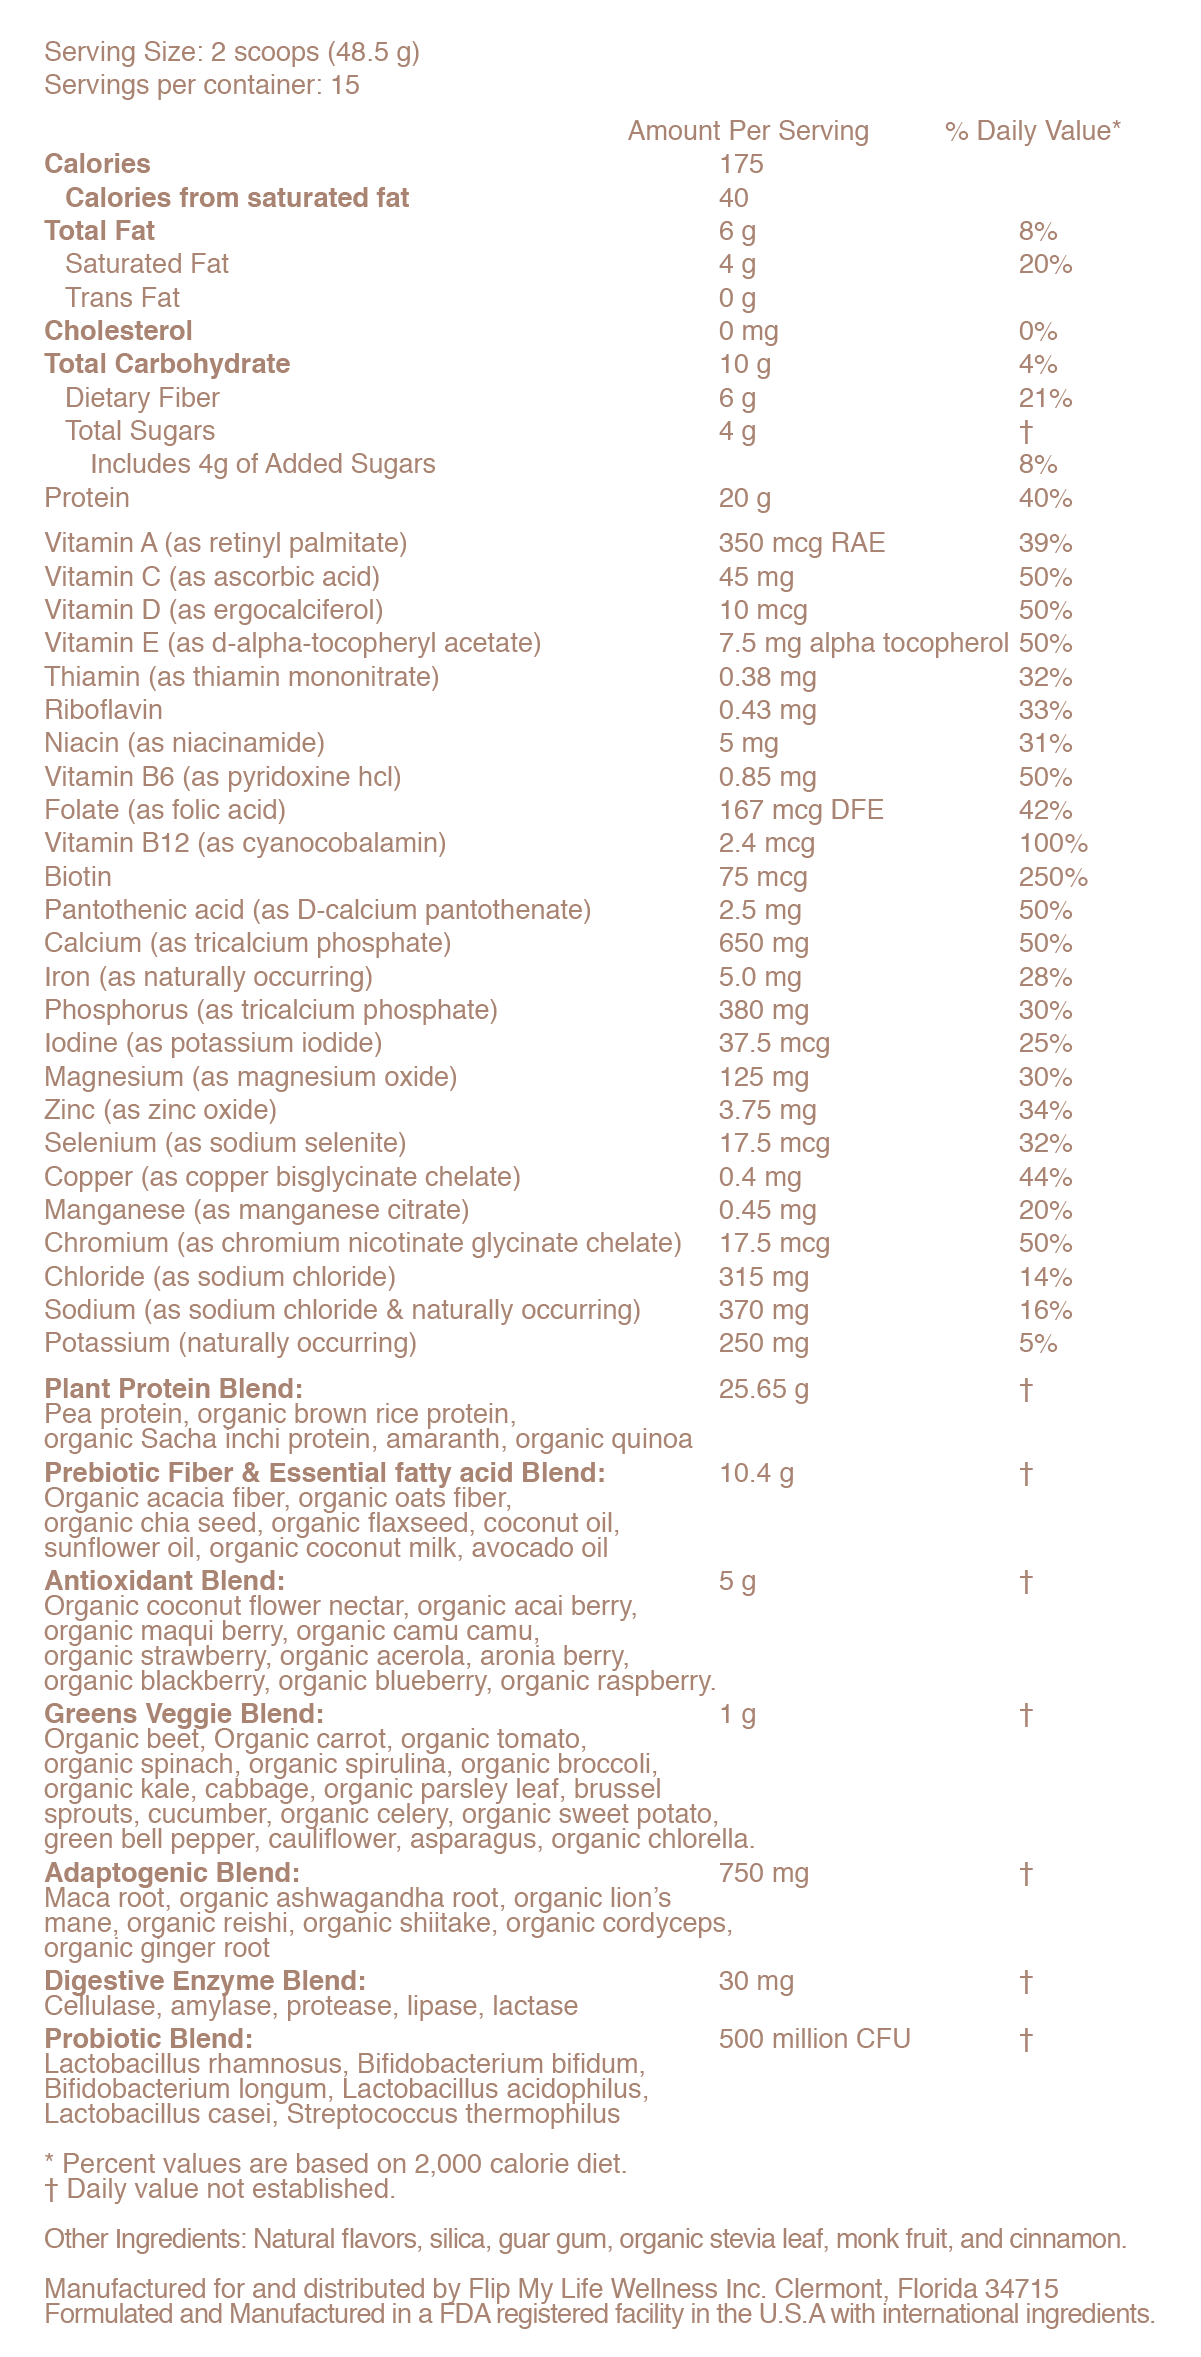 Serving Size: 2 scoops (48.5 g)
Servings per container: 15
Amount Per Serving % Daily Value*
Calories 175
Calories from saturated fat 40
Total Fat 6 g 8%
Saturated Fat 4 g 20%
Trans Fat 0 g
Cholesterol 0 mg 0%
Total Carbohydrate 10 g 4%
Dietary Fiber 6 g 21%
Total Sugars 4 g †
Includes 4g of Added Sugars 8%
Protein 20 g 40%
Vitamin A (as retinyl palmitate) 350 mcg RAE 39%
Vitamin C (as ascorbic acid) 45 mg 50%
Vitamin D (as ergocalciferol) 10 mcg 50%
Vitamin E (as d-alpha-tocopheryl acetate) 7.5 mg alpha tocopherol 50%
Thiamin (as thiamin mononitrate) 0.38 mg 32%
Riboflavin 0.43 mg 33%
Niacin (as niacinamide) 5 mg 31%
Vitamin B6 (as pyridoxine hcl) 0.85 mg 50%
Folate (as folic acid) 167 mcg DFE 42%
Vitamin B12 (as cyanocobalamin) 2.4 mcg 100%
Biotin 75 mcg 250%
Pantothenic acid (as D-calcium pantothenate) 2.5 mg 50%
Calcium (as tricalcium phosphate) 650 mg 50%
Iron (as naturally occurring) 5.0 mg 28%
Phosphorus (as tricalcium phosphate) 380 mg 30%
Iodine (as potassium iodide) 37.5 mcg 25%
Magnesium (as magnesium oxide) 125 mg 30%
Zinc (as zinc oxide) 3.75 mg 34%
Selenium (as sodium selenite) 17.5 mcg 32%
Copper (as copper bisglycinate chelate) 0.4 mg 44%
Manganese (as manganese citrate) 0.45 mg 20%
Chromium (as chromium nicotinate glycinate chelate) 17.5 mcg 50%
Chloride (as sodium chloride) 315 mg 14%
Sodium (as sodium chloride & naturally occurring) 370 mg 16%
Potassium (naturally occurring) 250 mg 5%
Plant Protein Blend: 25.65 g †
Pea protein, organic brown rice protein,
organic Sacha inchi protein, amaranth, organic quinoa
Prebiotic Fiber & Essential fatty acid Blend: 10.4 g †
Organic acacia fiber, organic oats fiber,
organic chia seed, organic flaxseed, coconut oil,
sunflower oil, organic coconut milk, avocado oil
Antioxidant Blend: 5 g †
Organic coconut flower nectar, organic acai berry,
organic maqui berry, organic camu camu,
organic strawberry, organic acerola, aronia berry,
organic blackberry, organic blueberry, organic raspberry.
Greens Veggie Blend: 1 g †
Organic beet, Organic carrot, organic tomato,
organic spinach, organic spirulina, organic broccoli,
organic kale, cabbage, organic parsley leaf, brussel
sprouts, cucumber, organic celery, organic sweet potato,
green bell pepper, cauliflower, asparagus, organic chlorella.
Adaptogenic Blend: 750 mg †
Maca root, organic ashwagandha root, organic lion’s
mane, organic reishi, organic shiitake, organic cordyceps,
organic ginger root
Digestive Enzyme Blend: 30 mg †
Cellulase, amylase, protease, lipase, lactase
Probiotic Blend: 500 million CFU †
Lactobacillus rhamnosus, Bifidobacterium bifidum,
Bifidobacterium longum, Lactobacillus acidophilus,
Lactobacillus casei, Streptococcus thermophilus
* Percent values are based on 2,000 calorie diet.
† Daily value not established.
Other Ingredients: Natural flavors, silica, guar gum, organic stevia leaf, monk fruit, and cinnamon.
Manufactured for and distributed by Flip My Life Wellness Inc. Clermont, Florida 34715
Formulated and Manufactured in a FDA registered facility in the U.S.A with international ingredients.